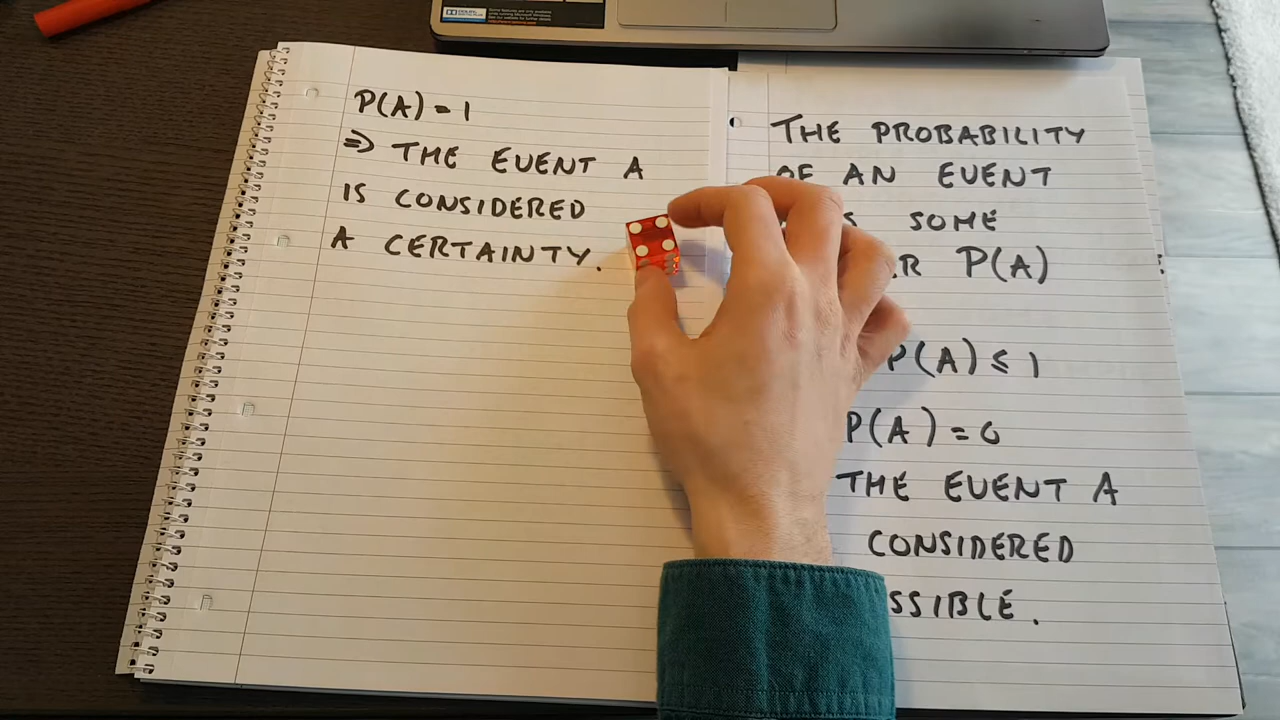 P(A) = 1
⇒ THE EVENT A
IS CONSIDERED
A CERTAINTY.
THE PROBABILITY
OF AN EVENT
SOME
P(A)
P(A) ≤ 1
P(A) = 0
THE EVENT A
CONSIDERED
SSIBLE.